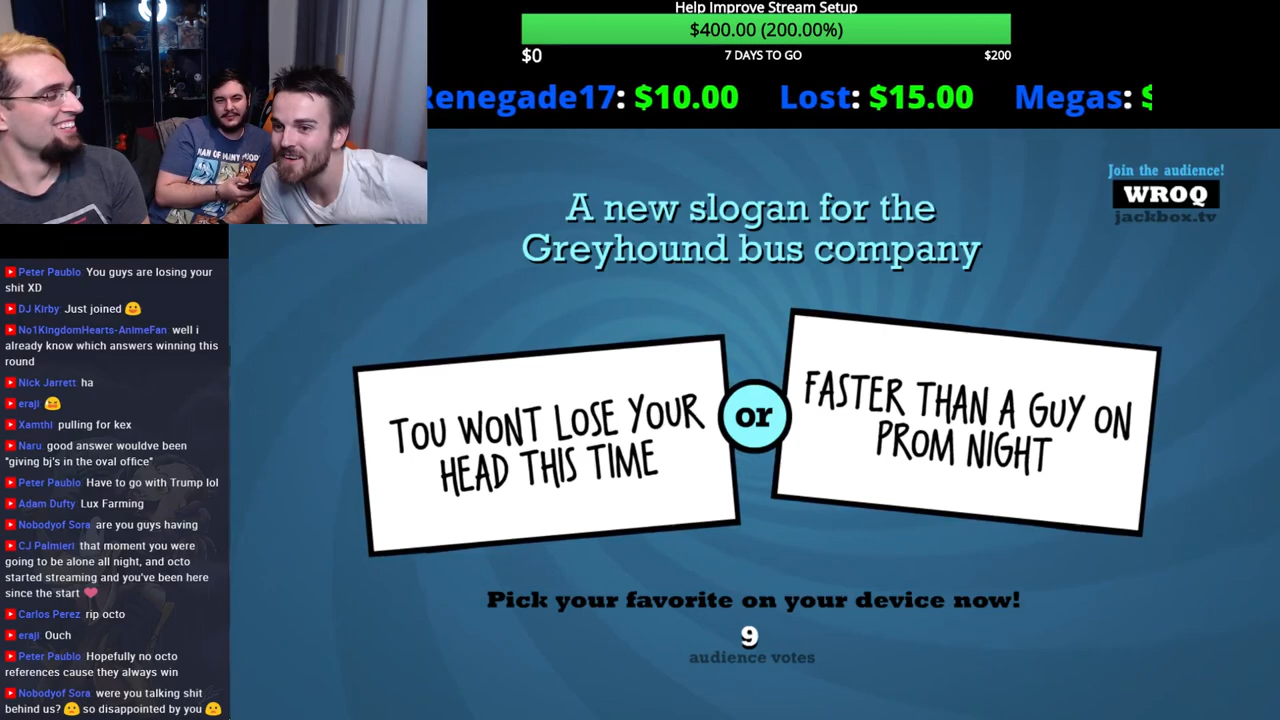 Help Improve Stream Setup
$400.00 (200.00%)
$0
7 DAYS TO GO
$200
Renegade17: $10.00 Lost: $15.00 Megas: $
MAN OF MANY MOODS
Join the audience!
WROQ
jackbox.tv
A new slogan for the
Greyhound bus company
TOU WONT LOSE YOUR
HEAD THIS TIME
or
FASTER THAN A GUY ON
PROM NIGHT
Pick your favorite on your device now!
9
audience votes
Peter Paublo You guys are losing your
shit XD
DJ Kirby: Just joined 😛
No1KingdomHearts-AnimeFan well i
already know which answers winning this
round
Nick Jarrett ha
eraji 😝
Xamthi pulling for kex
Naru: good answer wouldve been
"giving bj's in the oval office"
Peter Paublo: Have to go with Trump lol
Adam Dufty: Lux Farming
Nobodyof Sora: are you guys having
CJ Palmieri: that moment you were
going to be alone all night, and octo
started streaming and you've been here
since the start ❤
Carlos Perez: rip octo
eraji Ouch
Peter Paublo: Hopefully no octo
references cause they always win
Nobodyof Sora were you talking shit
behind us? 🙁 so disappointed by you 🙁